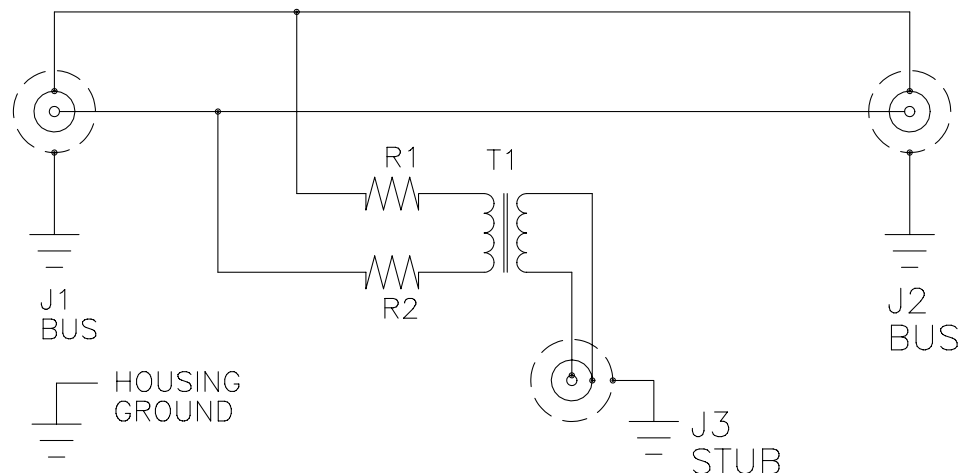 R1
T1
R2
J1
BUS
J2
BUS
HOUSING
GROUND
J3
STUB